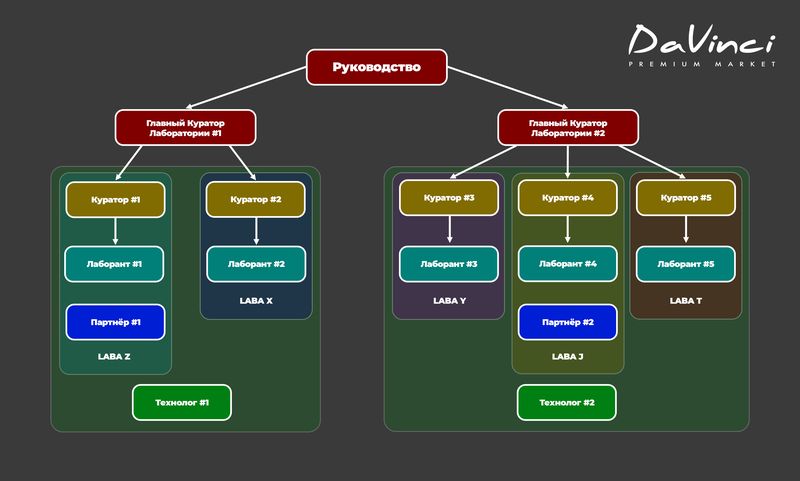 DaVinci
PREMIUM MARKET
Руководство
Главный Куратор
Лаборатории #1
Главный Куратор
Лаборатории #2
Куратор #1
Куратор #2
Куратор #3
Куратор #4
Куратор #5
Лаборант #1
Лаборант #2
Лаборант #3
Лаборант #4
Лаборант #5
LABA X
LABA Y
LABA T
Партнёр #1
Партнёр #2
LABA Z
LABA J
Технолог #1
Технолог #2